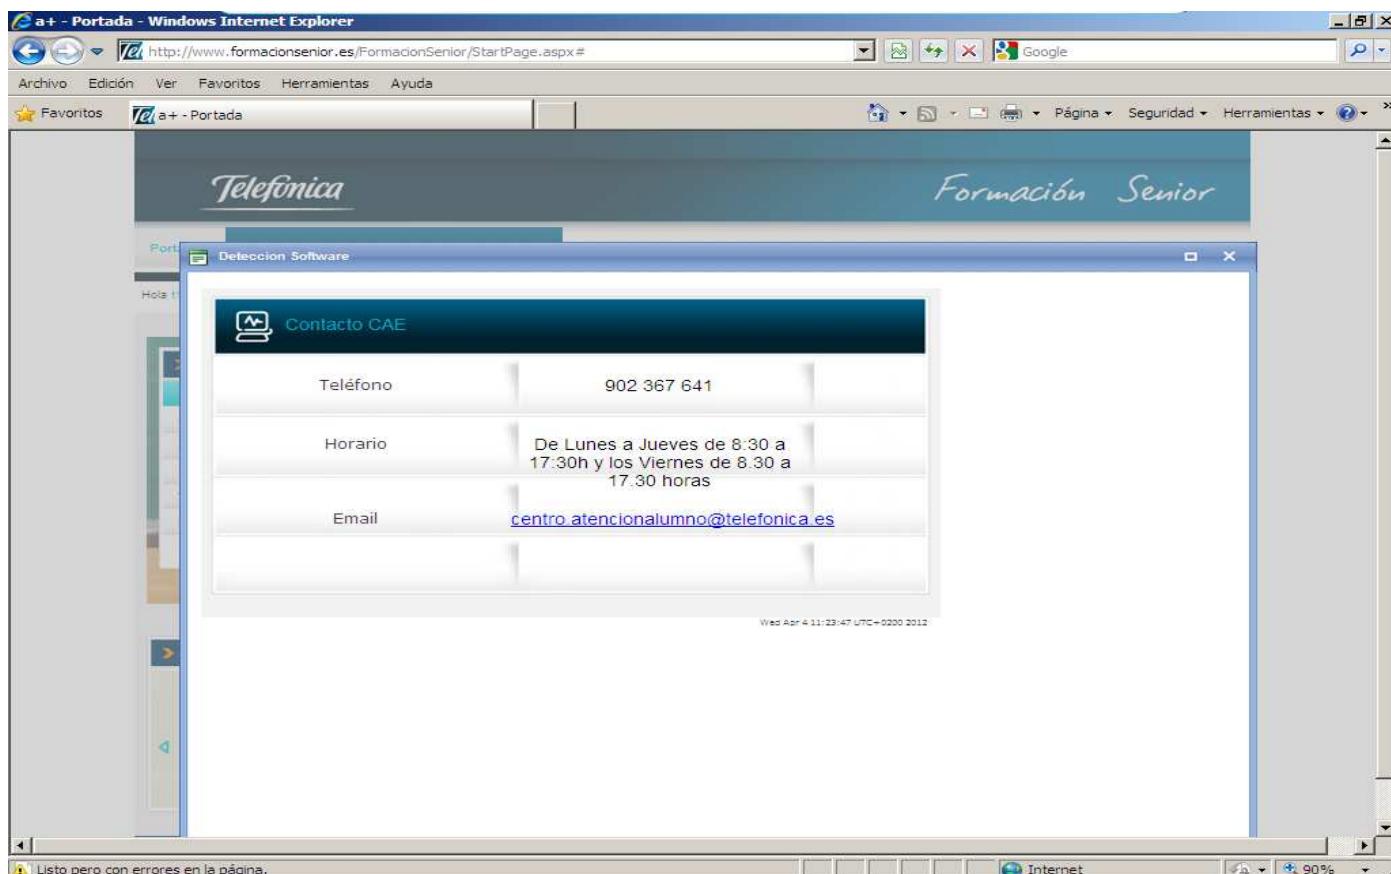 a+ - Portada - Windows Internet Explorer
http://www.formacionsenior.es/FormacionSenior/StartPage.aspx#
Google
Archivo Edición Ver Favoritos Herramientas Ayuda
Favoritos
a+ - Portada
Página
Seguridad
Herramientas
Telefónica
Formación Senior
Deteccion Software
Hola
Contacto CAE
Teléfono
902 367 641
Horario
De Lunes a Jueves de 8:30 a
17:30h y los Viernes de 8.30 a
17.30 horas
Email
centro.atencionalumno@telefonica.es
Wed Apr 4 11:23:47 UTC+0200 2012
Listo pero con errores en la página.
Internet
90%